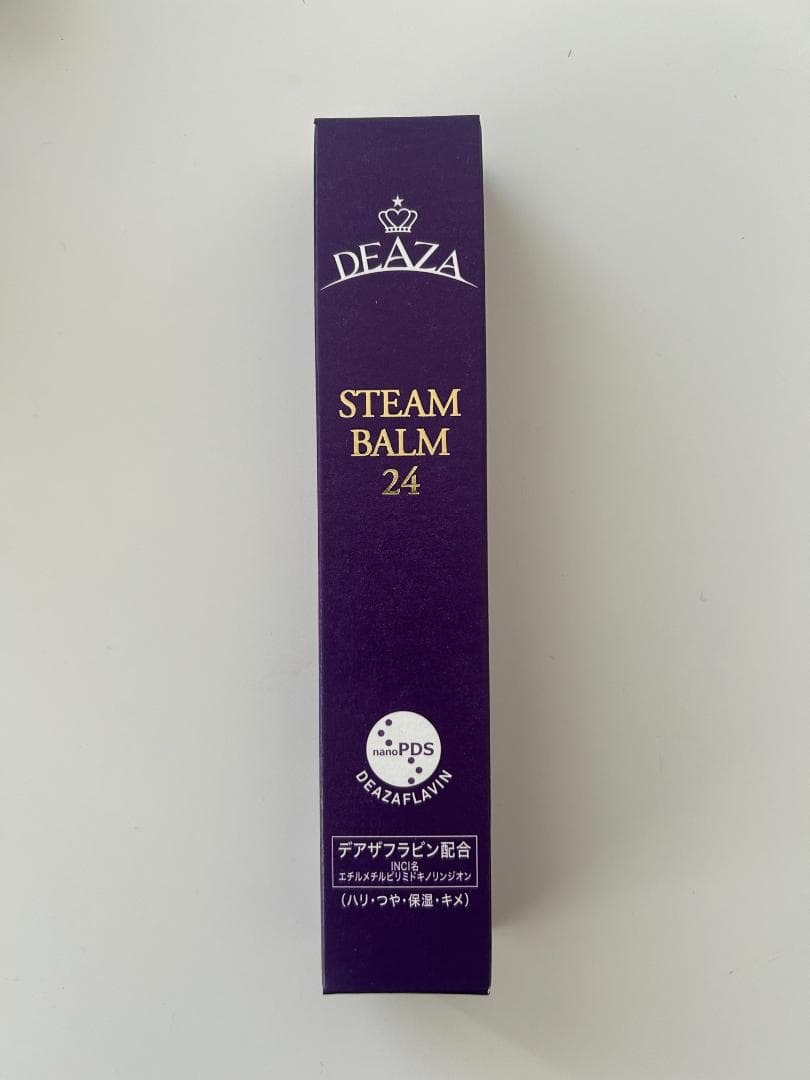 DEAZA
STEAM
BALM
24
nanoPDS
DEAZAFLAVIN
デアザフラビン配合
INCI名
エチルメチルピリミドキノリンジオン
（ハリ・つや・保湿・キメ）